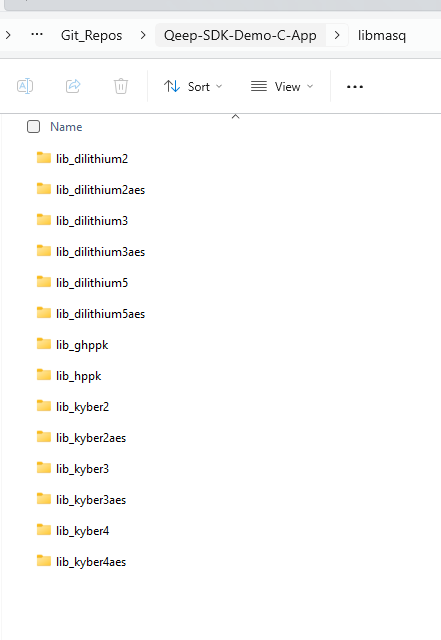 Git_Repos Qeep-SDK-Demo-C-App libmasq
Sort View
Name
lib_dilithium2
lib_dilithium2aes
lib_dilithium3
lib_dilithium3aes
lib_dilithium5
lib_dilithium5aes
lib_ghppk
lib_hppk
lib_kyber2
lib_kyber2aes
lib_kyber3
lib_kyber3aes
lib_kyber4
lib_kyber4aes